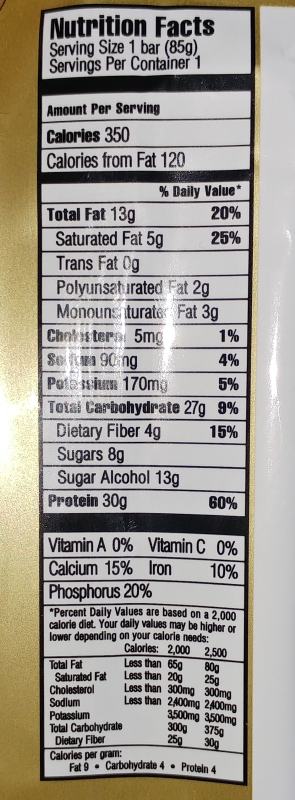 Nutrition Facts
Serving Size 1 bar (85g)
Servings Per Container 1
Amount Per Serving
Calories 350
Calories from Fat 120
% Daily Value*
Total Fat 13g 20%
Saturated Fat 5g 25%
Trans Fat 0g
Polyunsaturated Fat 2g
Monounsaturated Fat 3g
Cholesterol 5mg 1%
Sodium 90mg 4%
Potassium 170mg 5%
Total Carbohydrate 27g 9%
Dietary Fiber 4g 15%
Sugars 8g
Sugar Alcohol 13g
Protein 30g 60%
Vitamin A 0% Vitamin C 0%
Calcium 15% Iron 10%
Phosphorus 20%
*Percent Daily Values are based on a 2,000
calorie diet. Your daily values may be higher or
lower depending on your calorie needs:
Calories: 2,000 2,500
Total Fat Less than 65g 80g
Saturated Fat Less than 20g 25g
Cholesterol Less than 300mg 300mg
Sodium Less than 2,400mg 2,400mg
Potassium 3,500mg 3,500mg
Total Carbohydrate 300g 375g
Dietary Fiber 25g 30g
Calories per gram:
Fat 9 • Carbohydrate 4 • Protein 4